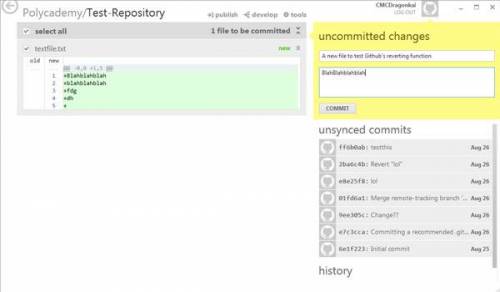 CMCDragonkai
LOG OUT
Polycademy/Test-Repository
publish
develop
tools
select all
1 file to be committed
textfile.txt
new
old new
@@ -0,0 +1,5 @@
1 +Blahblahblah
2 +blahblahblah
3 +fdg
4 +dh
5 +
uncommitted changes
A new file to test Github's reverting function
BlahBlahblahblah
COMMIT
unsynced commits
ff6b0ab: testthis Aug 26
2ba6c4b: Revert "lol" Aug 26
e8e25f8: lol Aug 26
01fd6a1: Merge remote-tracking branch '... Aug 26
9ee305c: Change?? Aug 26
e7c3cca: Committing a recommended .git... Aug 26
6e1f223: Initial commit Aug 25
history